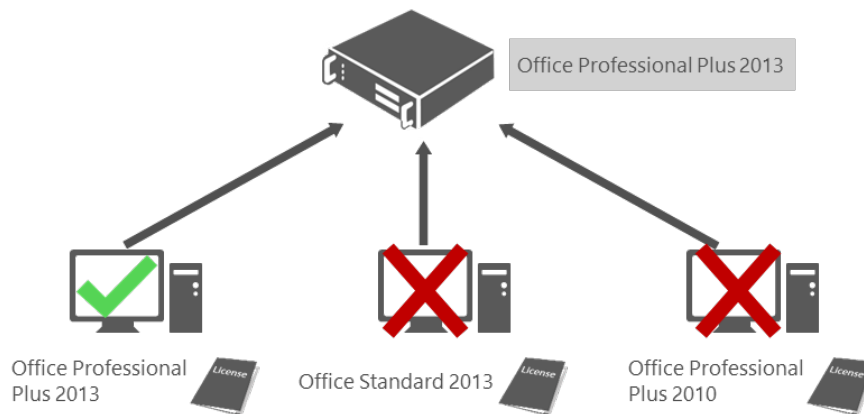 Office Professional Plus 2013
Office Professional
Plus 2013
License
Office Standard 2013
License
Office Professional
Plus 2010
License